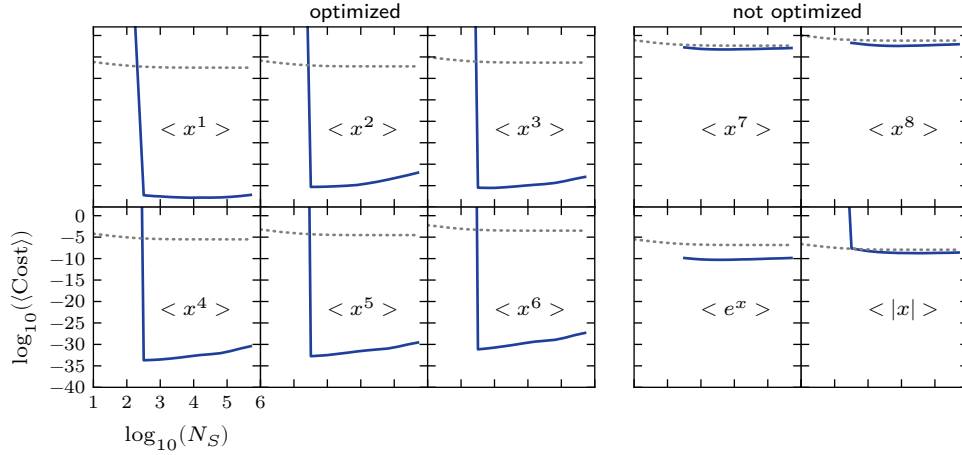 optimized not optimized
< x^1 > < x^2 > < x^3 > < x^7 > < x^8 >
log_10(⟨Cost⟩)
0
−5
−10
−15
−20
−25
−30
−35
−40
< x^4 > < x^5 > < x^6 > < e^x > < |x| >
1 2 3 4 5 6
log_10(N_S)